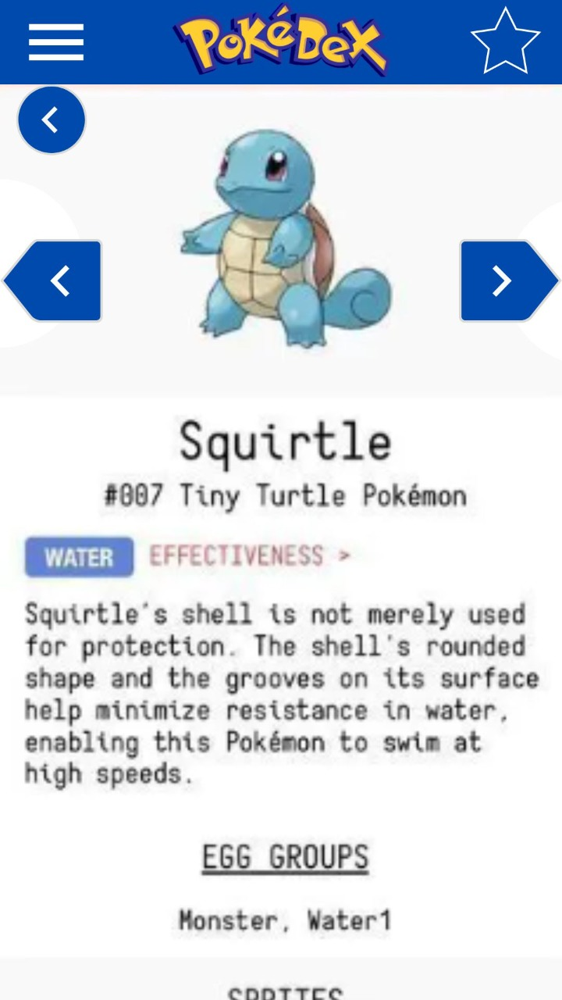 PokéDex
Squirtle
#007 Tiny Turtle Pokémon
WATER EFFECTIVENESS >
Squirtle's shell is not merely used
for protection. The shell's rounded
shape and the grooves on its surface
help minimize resistance in water,
enabling this Pokémon to swim at
high speeds.
EGG GROUPS
Monster, Water1
SPRITES